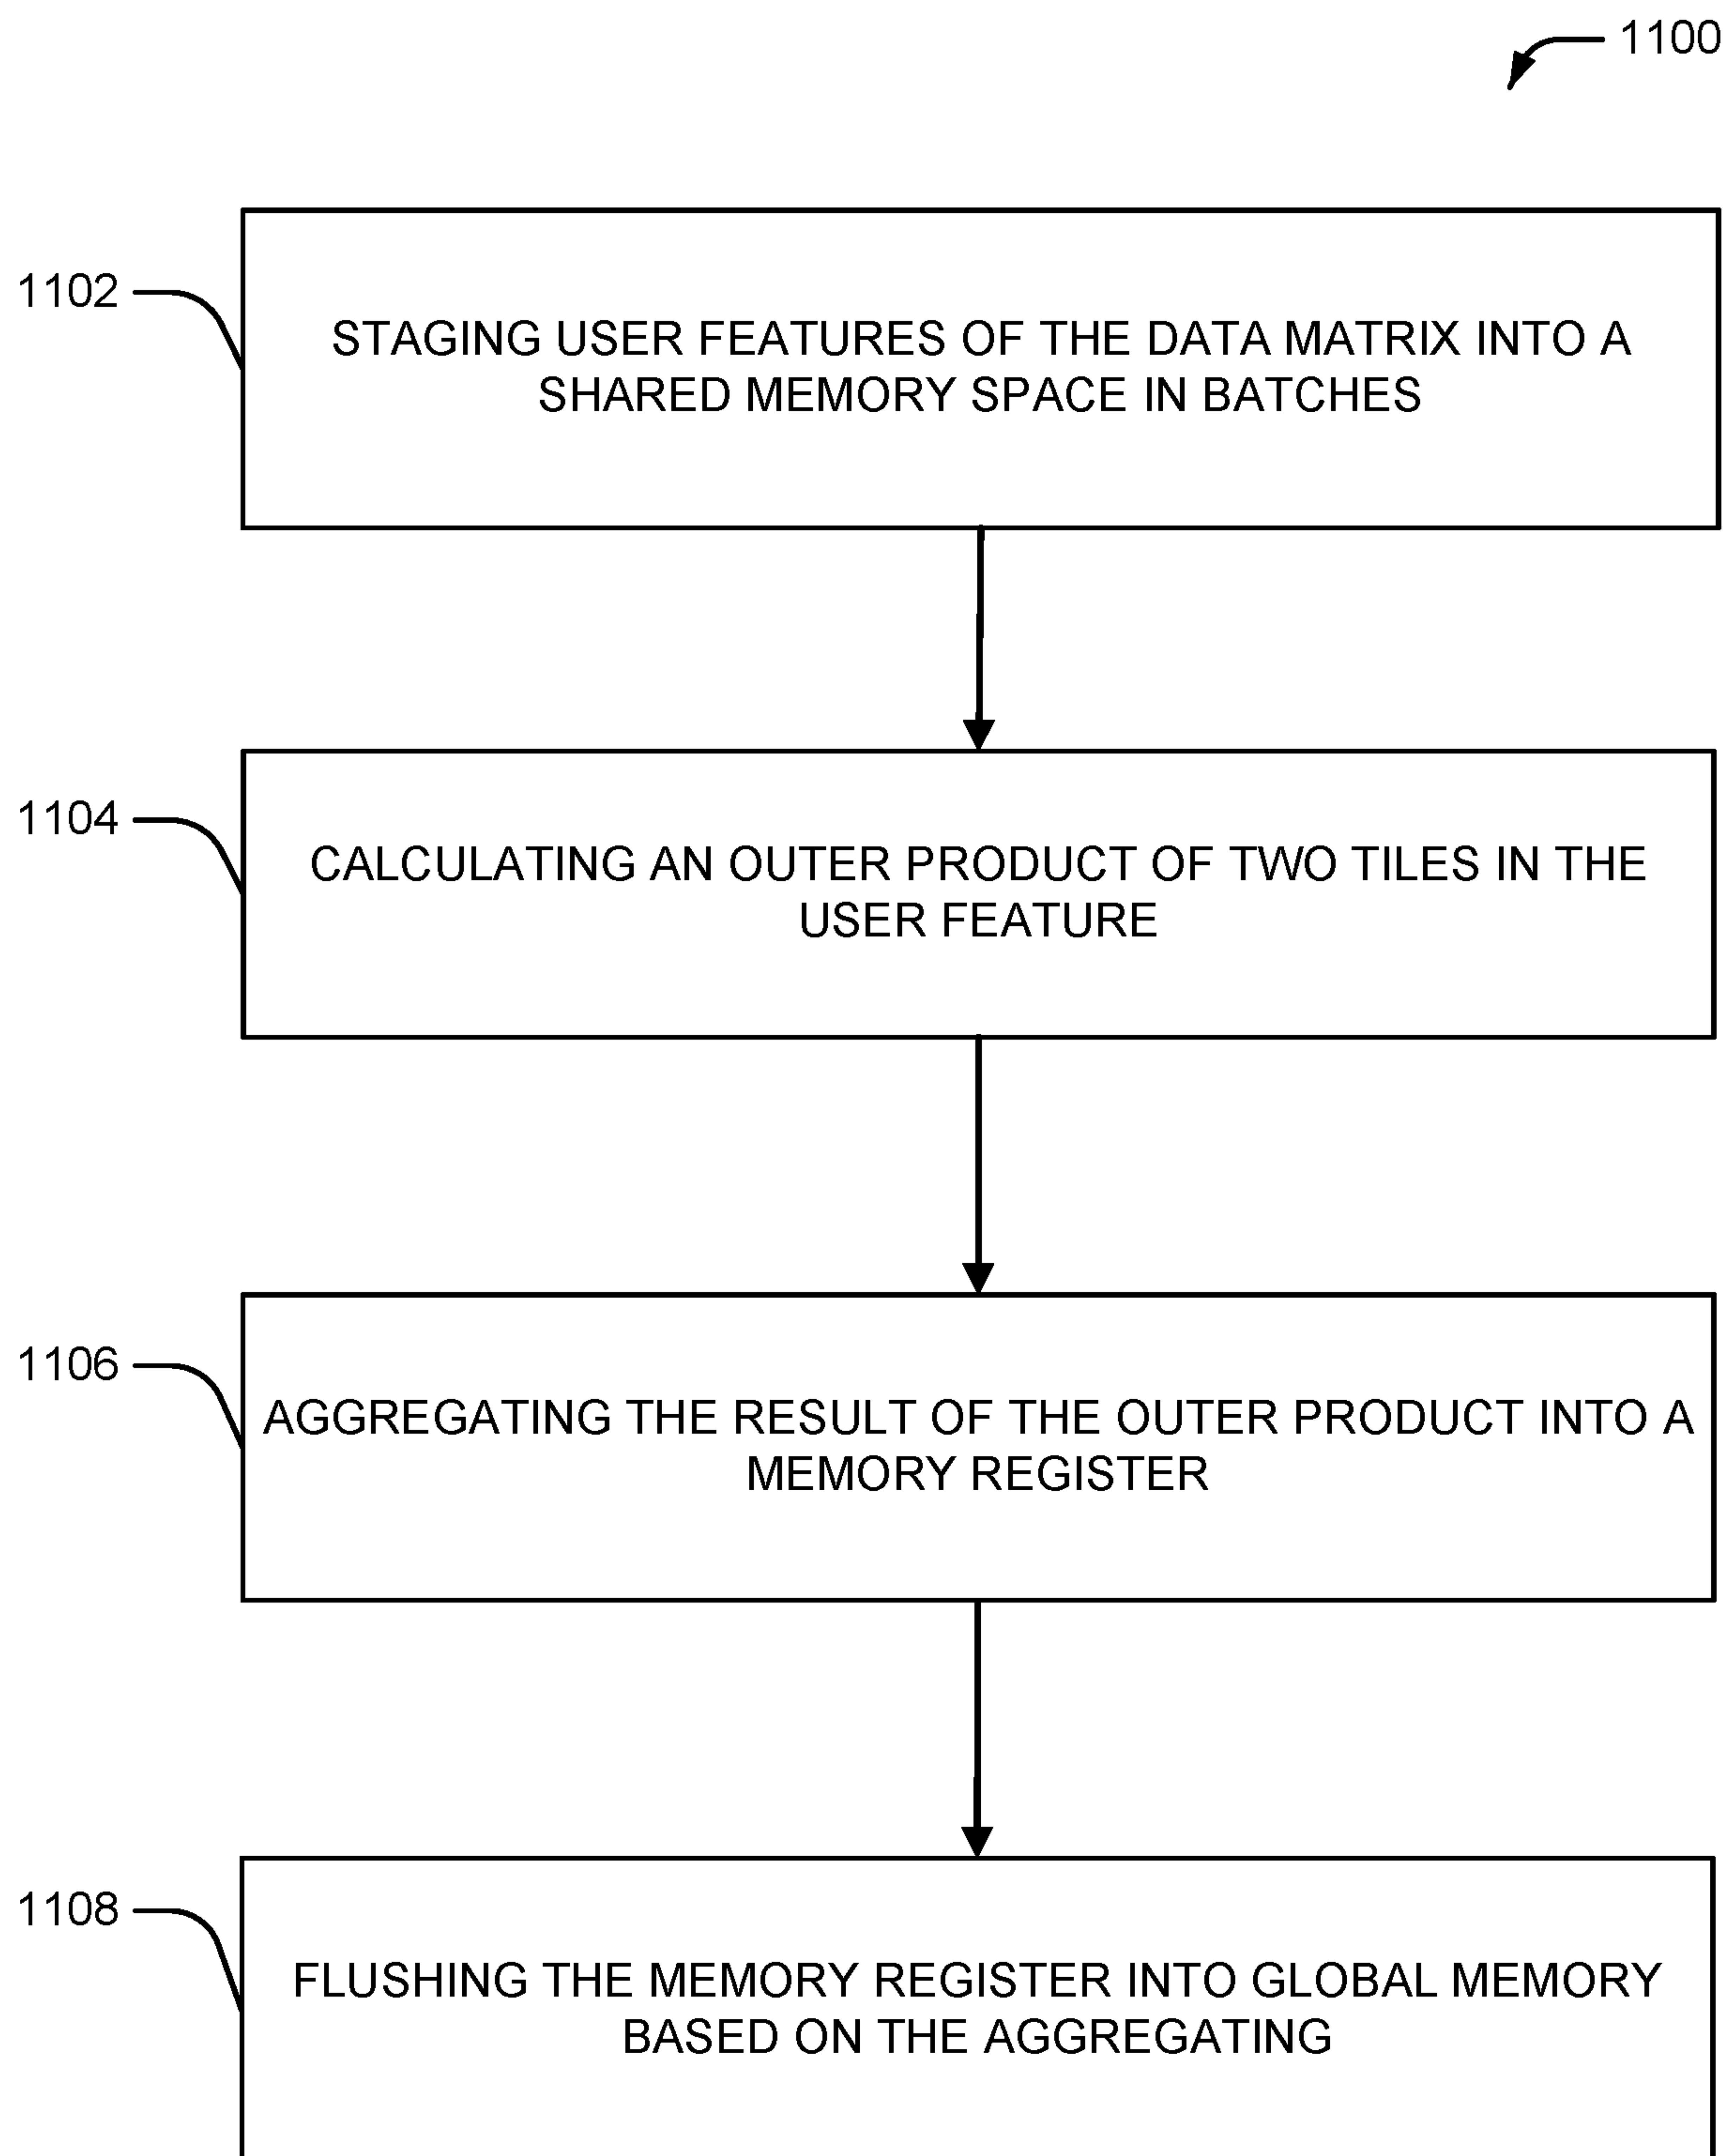 1100
1102
STAGING USER FEATURES OF THE DATA MATRIX INTO A
SHARED MEMORY SPACE IN BATCHES
1104
CALCULATING AN OUTER PRODUCT OF TWO TILES IN THE
USER FEATURE
1106
AGGREGATING THE RESULT OF THE OUTER PRODUCT INTO A
MEMORY REGISTER
1108
FLUSHING THE MEMORY REGISTER INTO GLOBAL MEMORY
BASED ON THE AGGREGATING